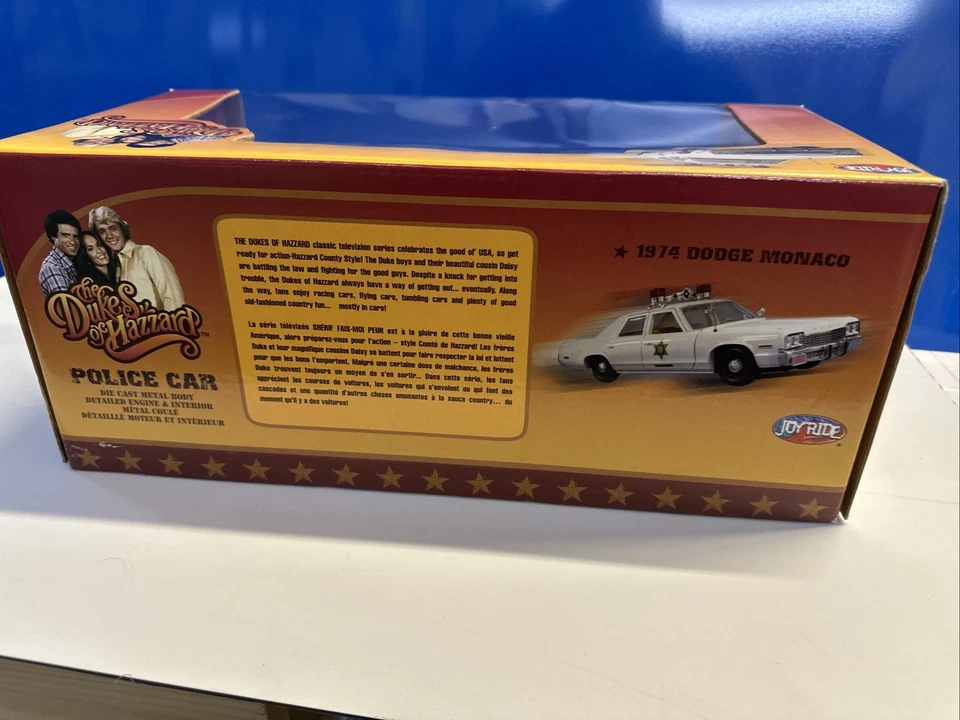 The
Dukes
of Hazzard™
POLICE CAR
DIE CAST METAL BODY
DETAILED ENGINE & INTERIOR
MÉTAL COULÉ
DÉTAILLLÉ MOTEUR ET INTÉRIEUR
THE DUKES OF HAZZARD classic television series celebrates the good ol' USA, so get
ready for action-Hazzard County Style! The Duke boys and their beautiful cousin Daisy
are battling the law and fighting for the good guys. Despite a knack for getting into
trouble, the Dukes of Hazzard always have a way of getting out... eventually. Along
the way, fans enjoy racing cars, flying cars, tumbling cars and plenty of good
old-fashioned country fun... mostly in cars!
La série télévisée SHÉRIF FAIS-MOI PEUR est à la gloire de cette bonne vieille
Amérique, alors préparez-vous pour l'action – style Comté de Hazzard! Les frères
Duke et leur magnifique cousine Daisy se battent pour faire respecter la loi et luttent
pour que les bons l'emportent. Malgré une certaine dose de malchance, les frères
Duke trouvent toujours un moyen de s'en sortir... Dans cette série, les fans
apprécient les courses de voitures, les voitures qui s'envolent ou qui font des
cascades et une quantité d'autres choses amusantes à la sauce country... du
moment qu'il y a des voitures!
★ 1974 DODGE MONACO
JOYRIDE®
JOYRIDE